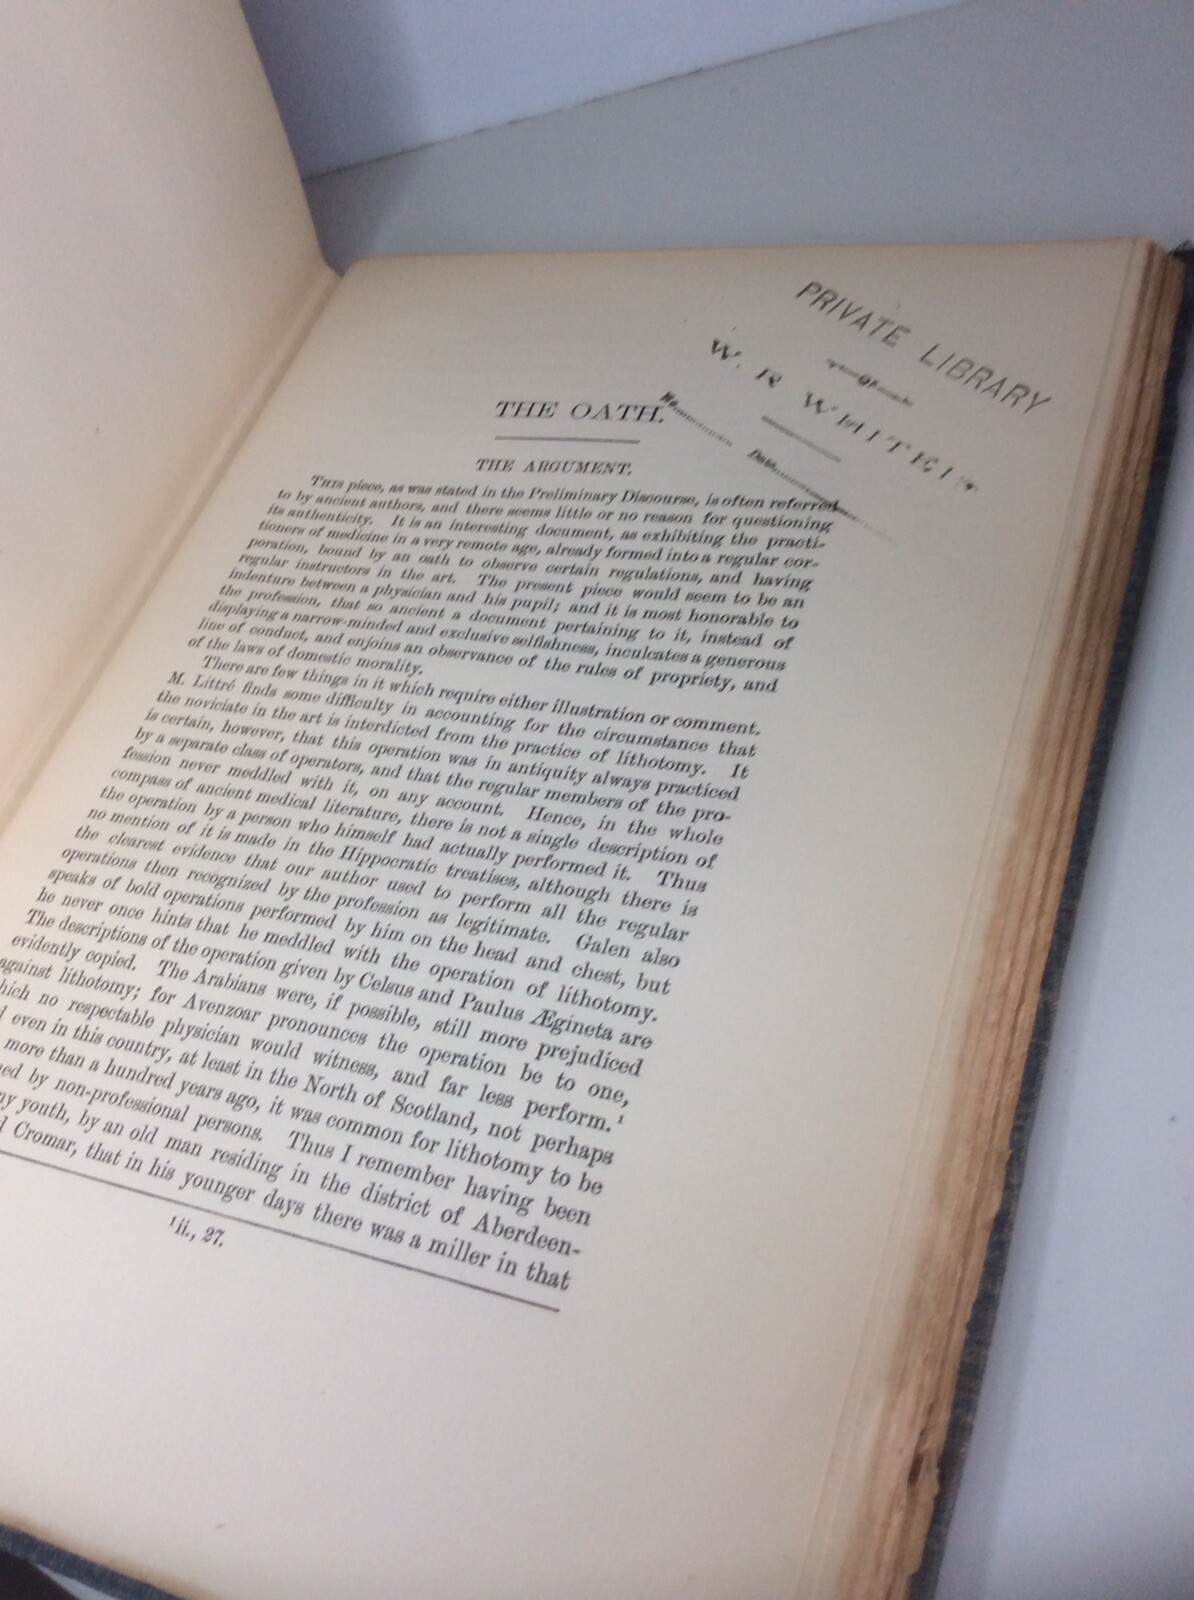 PRIVATE LIBRARY
OF
W. R. WHITEIS
No.
Date
THE OATH.
THE ARGUMENT.
THIS piece, as was stated in the Preliminary Discourse, is often referred
to by ancient authors, and there seems little or no reason for questioning
its authenticity. It is an interesting document, as exhibiting the practi-
tioners of medicine in a very remote age, already formed into a regular cor-
poration, bound by an oath to observe certain regulations, and having
regular instructors in the art. The present piece would seem to be an
indenture between a physician and his pupil; and it is most honorable to
the profession, that so ancient a document pertaining to it, instead of
displaying a narrow-minded and exclusive selfishness, inculcates a generous
line of conduct, and enjoins an observance of the rules of propriety, and
of the laws of domestic morality.
There are few things in it which require either illustration or comment.
M. Littré finds some difficulty in accounting for the circumstance that
the noviciate in the art is interdicted from the practice of lithotomy. It
is certain, however, that this operation was in antiquity always practiced
by a separate class of operators, and that the regular members of the pro-
fession never meddled with it, on any account. Hence, in the whole
compass of ancient medical literature, there is not a single description of
the operation by a person who himself had actually performed it. Thus
no mention of it is made in the Hippocratic treatises, although there is
the clearest evidence that our author used to perform all the regular
operations then recognized by the profession as legitimate. Galen also
speaks of bold operations performed by him on the head and chest, but
he never once hints that he meddled with the operation of lithotomy.
The descriptions of the operation given by Celsus and Paulus Ægineta are
evidently copied. The Arabians were, if possible, still more prejudiced
against lithotomy; for Avenzoar pronounces the operation be to one,
hich no respectable physician would witness, and far less perform.¹
even in this country, at least in the North of Scotland, not perhaps
more than a hundred years ago, it was common for lithotomy to be
ed by non-professional persons. Thus I remember having been
y youth, by an old man residing in the district of Aberdeen-
Cromar, that in his younger days there was a miller in that
¹ ii., 27.